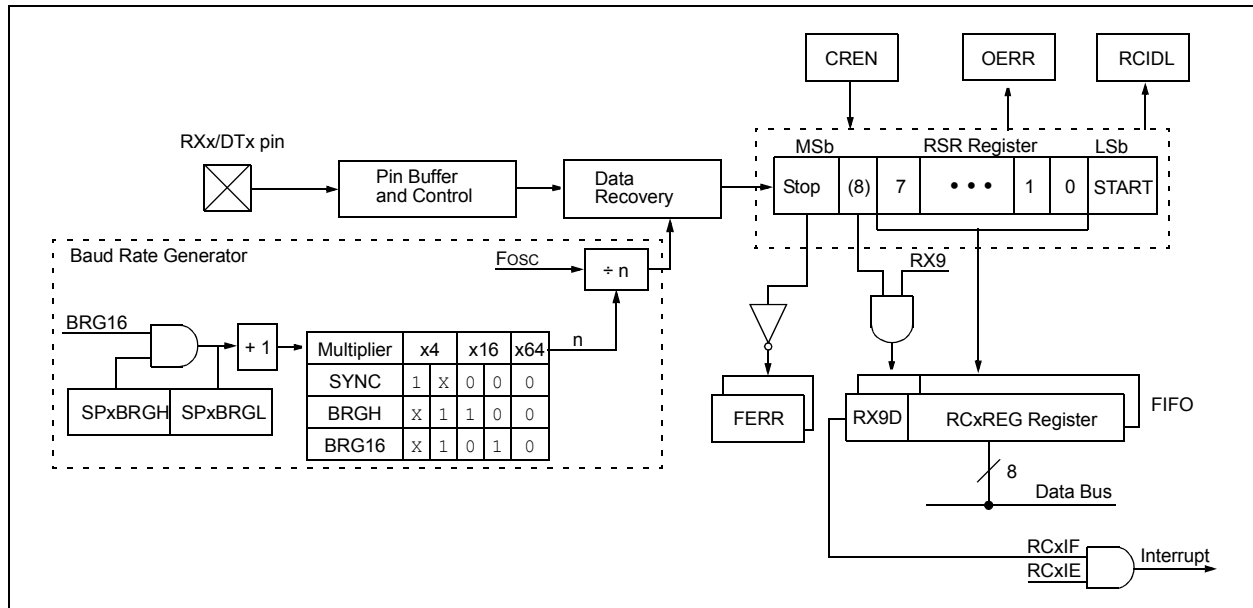 CREN
OERR
RCIDL
RXx/DTx pin
MSb
RSR Register
LSb
Pin Buffer
and Control
Data
Recovery
Stop (8) 7 • • • 1 0 START
Baud Rate Generator
FOSC
÷ n
RX9
BRG16
+ 1
n
Multiplier x4 x16 x64
SYNC 1 X 0 0 0
BRGH X 1 1 0 0
BRG16 X 1 0 1 0
SPxBRGH SPxBRGL
FERR
RX9D RCxREG Register
FIFO
8
Data Bus
RCxIF
RCxIE
Interrupt